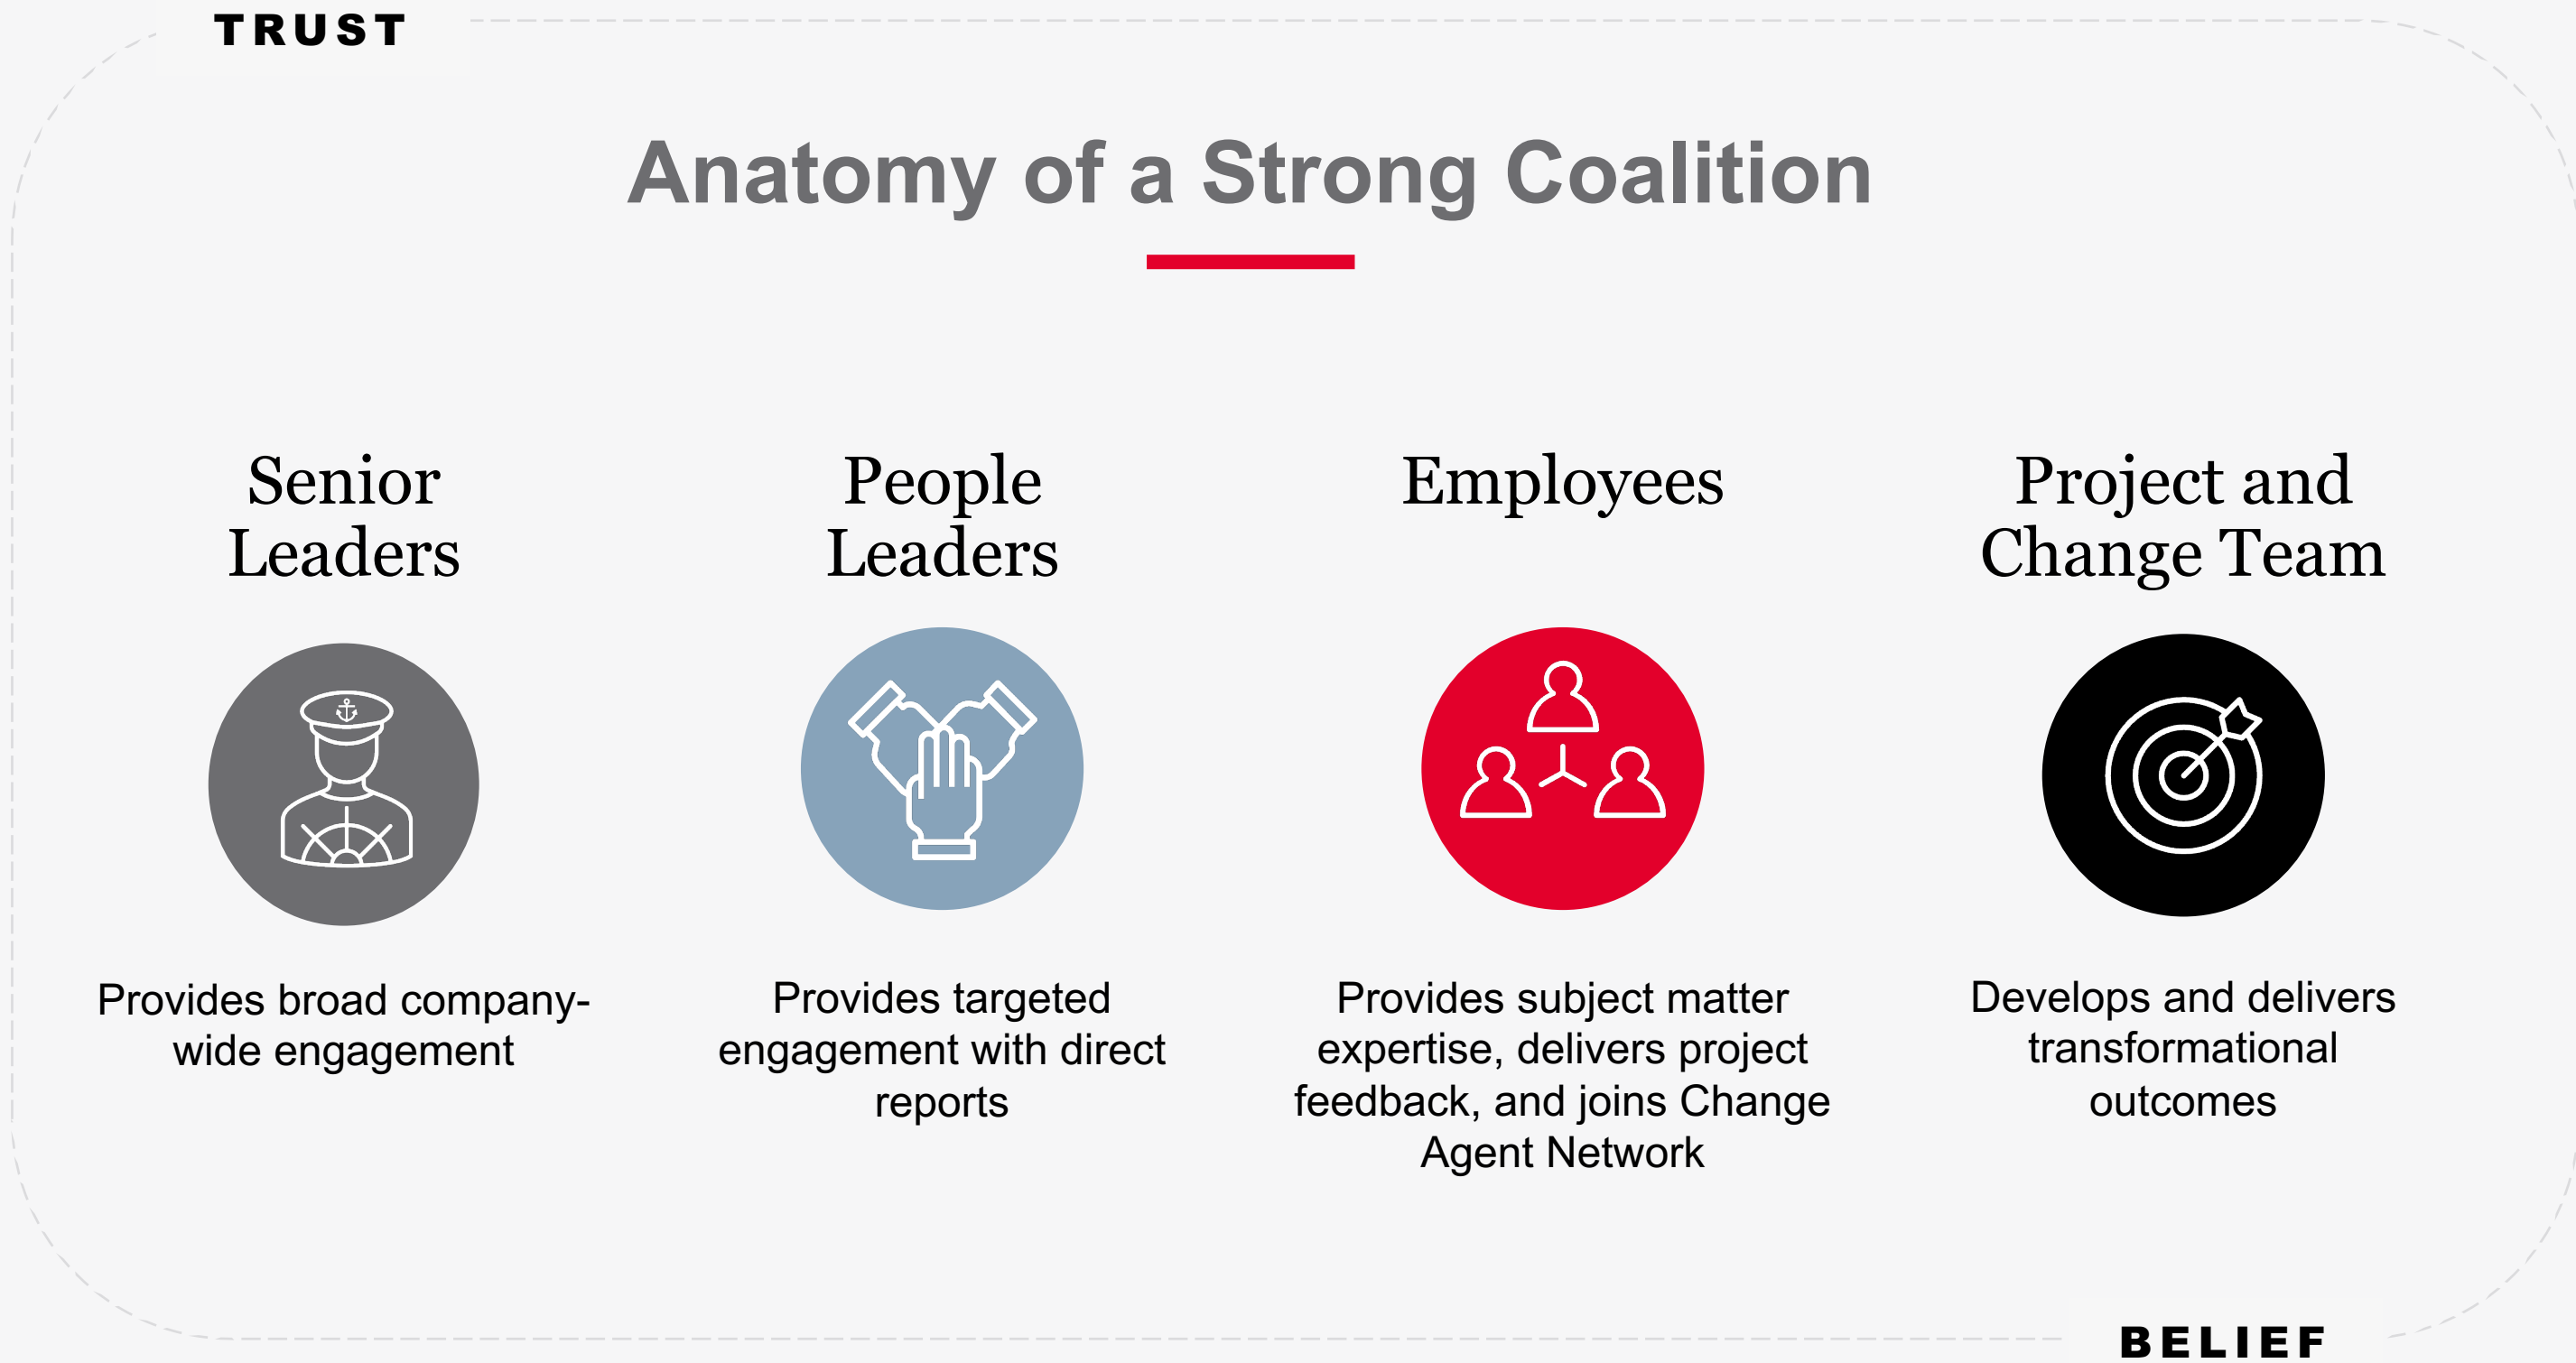 TRUST
Anatomy of a Strong Coalition
Senior
Leaders
Provides broad company-
wide engagement
People
Leaders
Provides targeted
engagement with direct
reports
Employees
Provides subject matter
expertise, delivers project
feedback, and joins Change
Agent Network
Project and
Change Team
Develops and delivers
transformational
outcomes
BELIEF